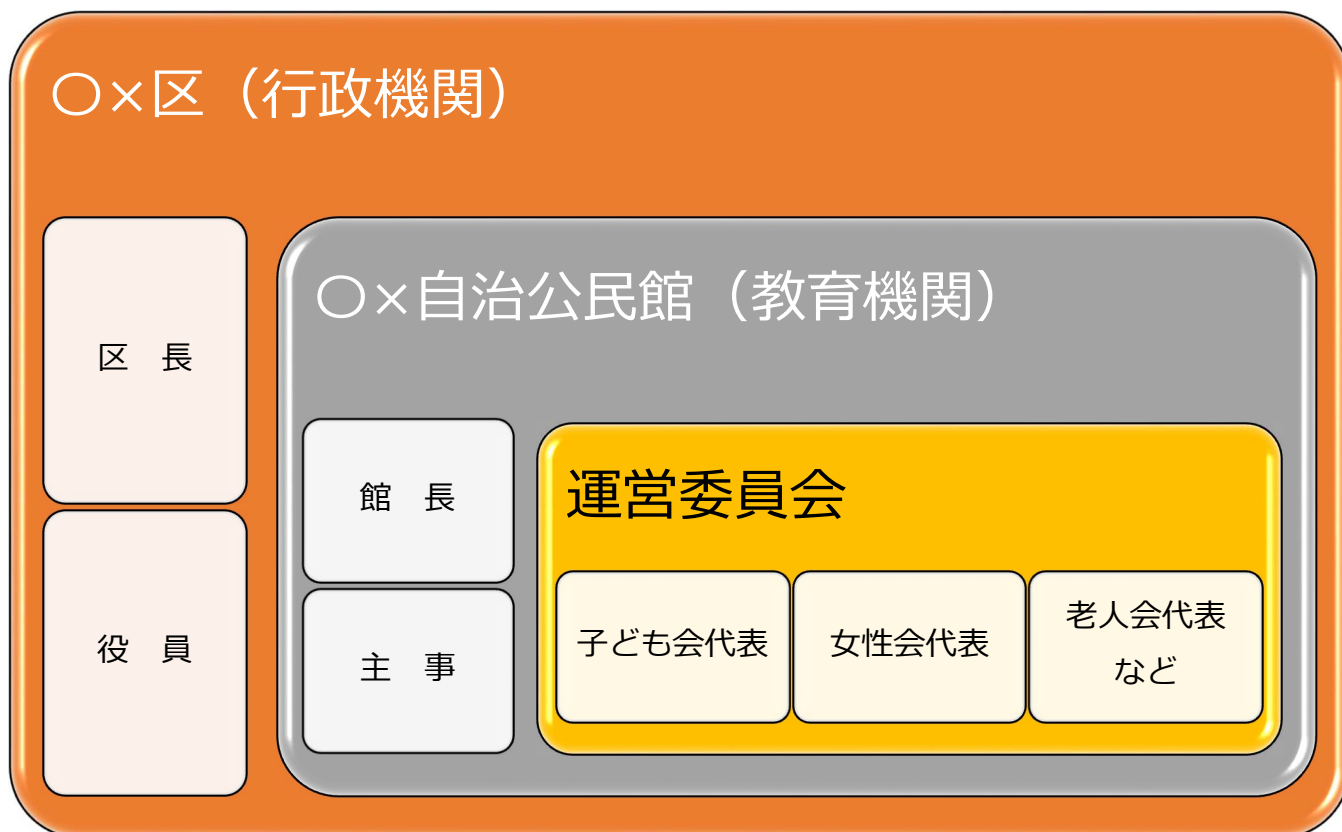 〇×区（行政機関）
区　長
役　員
〇×自治公民館（教育機関）
館　長
主　事
運営委員会
子ども会代表
女性会代表
老人会代表
など